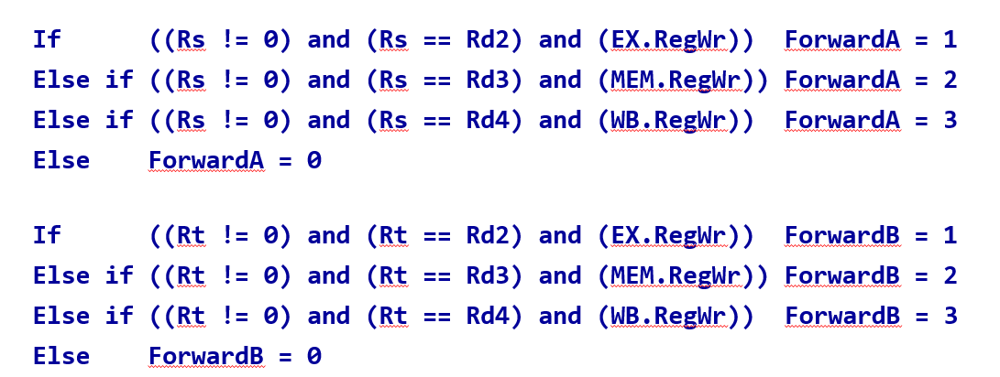 If ((Rs != 0) and (Rs == Rd2) and (EX.RegWr)) ForwardA = 1
Else if ((Rs != 0) and (Rs == Rd3) and (MEM.RegWr)) ForwardA = 2
Else if ((Rs != 0) and (Rs == Rd4) and (WB.RegWr)) ForwardA = 3
Else ForwardA = 0
If ((Rt != 0) and (Rt == Rd2) and (EX.RegWr)) ForwardB = 1
Else if ((Rt != 0) and (Rt == Rd3) and (MEM.RegWr)) ForwardB = 2
Else if ((Rt != 0) and (Rt == Rd4) and (WB.RegWr)) ForwardB = 3
Else ForwardB = 0